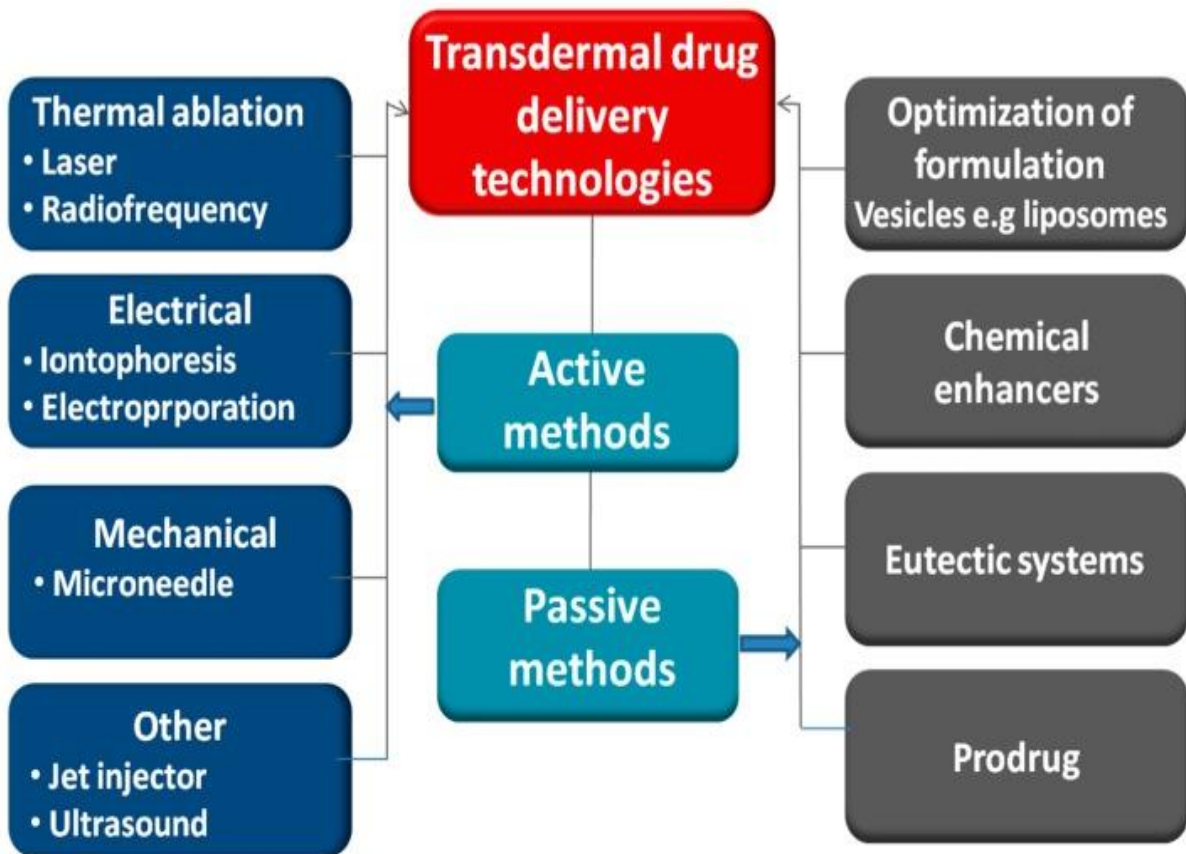 Transdermal drug
delivery
technologies
Thermal ablation
• Laser
• Radiofrequency
Electrical
• Iontophoresis
• Electroprporation
Mechanical
• Microneedle
Other
• Jet injector
• Ultrasound
Active
methods
Passive
methods
Optimization of
formulation
Vesicles e.g liposomes
Chemical
enhancers
Eutectic systems
Prodrug